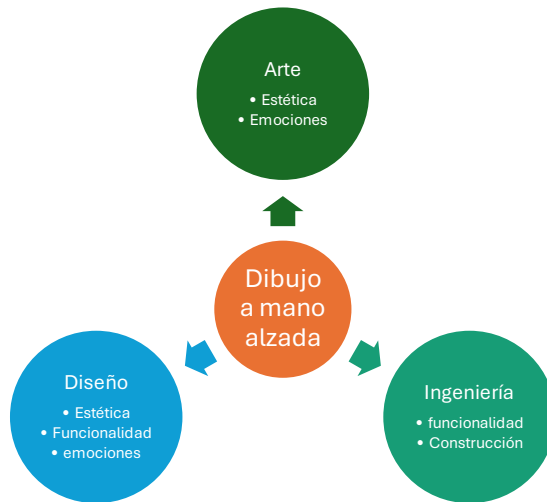 Arte
• Estética
• Emociones
Dibujo
a mano
alzada
Diseño
• Estética
• Funcionalidad
• emociones
Ingeniería
• funcionalidad
• Construcción